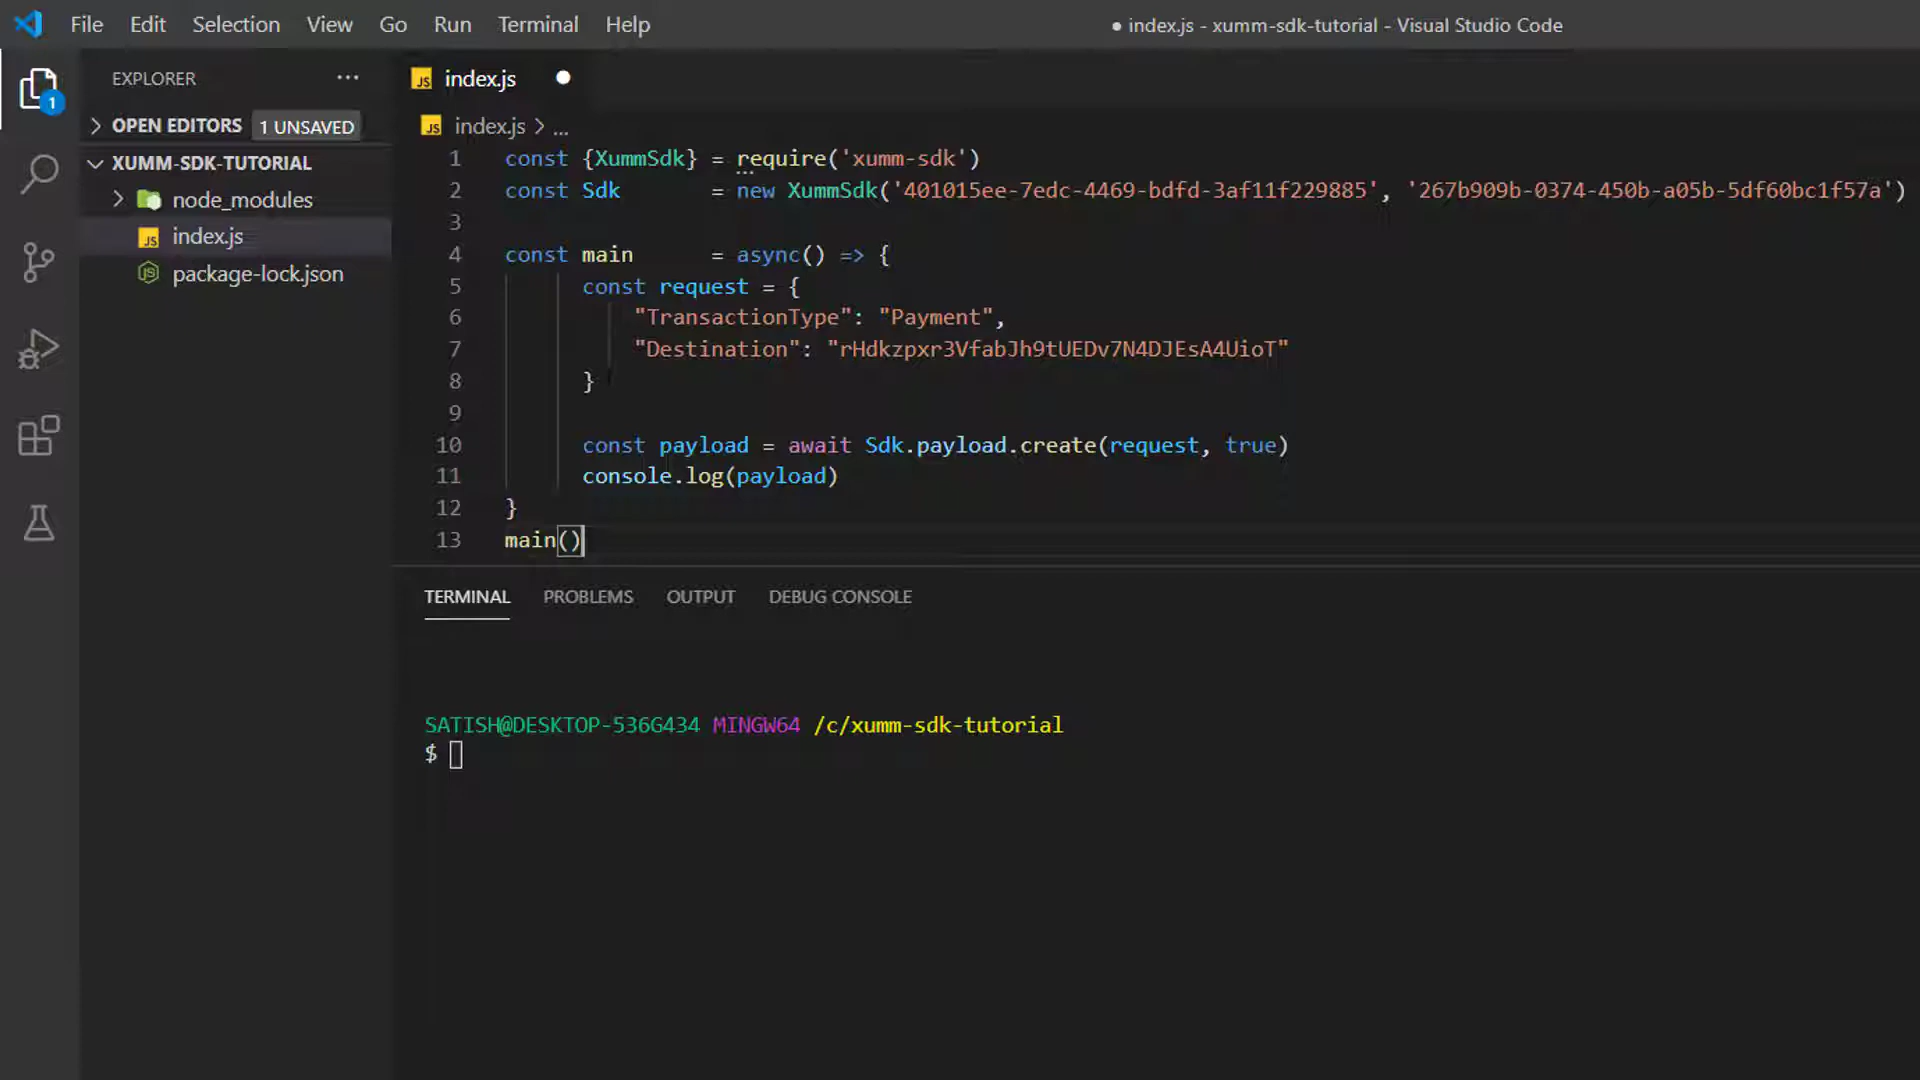 File Edit Selection View Go Run Terminal Help ● index.js - xumm-sdk-tutorial - Visual Studio Code
EXPLORER ...
1
OPEN EDITORS 1 UNSAVED
XUMM-SDK-TUTORIAL
node_modules
JS index.js
JS package-lock.json
JS index.js ●
JS index.js > ...
1 const {XummSdk} = require('xumm-sdk')
2 const Sdk = new XummSdk('401015ee-7edc-4469-bdfd-3af11f229885', '267b909b-0374-450b-a05b-5df60bc1f57a')
3
4 const main = async() => {
5 const request = {
6 "TransactionType": "Payment",
7 "Destination": "rHdkzpxr3VfabJh9tUEDv7N4DJEsA4UioT"
8 }
9
10 const payload = await Sdk.payload.create(request, true)
11 console.log(payload)
12 }
13 main()
TERMINAL PROBLEMS OUTPUT DEBUG CONSOLE
SATISH@DESKTOP-536G434 MINGW64 /c/xumm-sdk-tutorial
$